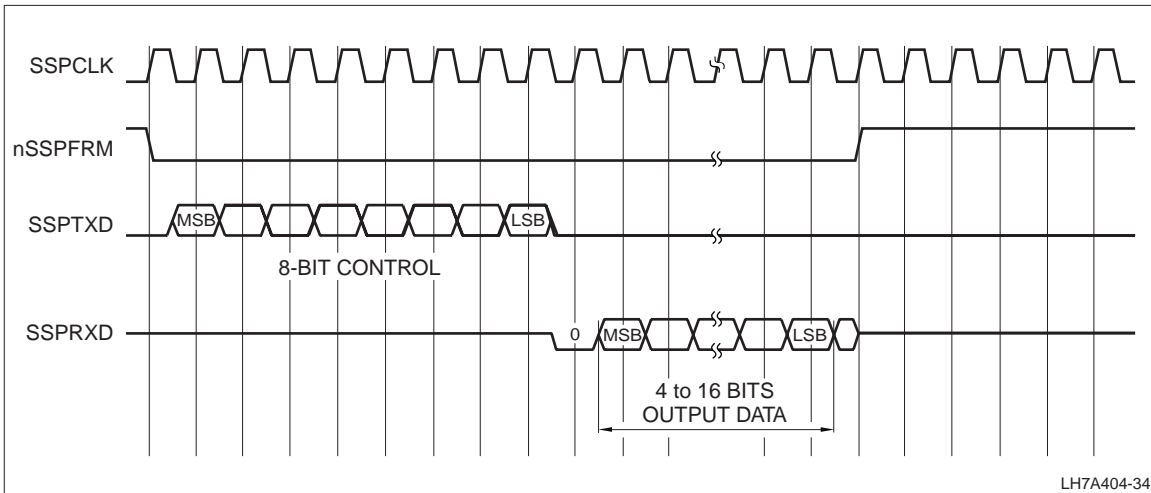 SSPCLK
nSSPFRM
SSPTXD
MSB
LSB
8-BIT CONTROL
SSPRXD
0
MSB
LSB
4 to 16 BITS
OUTPUT DATA
LH7A404-34